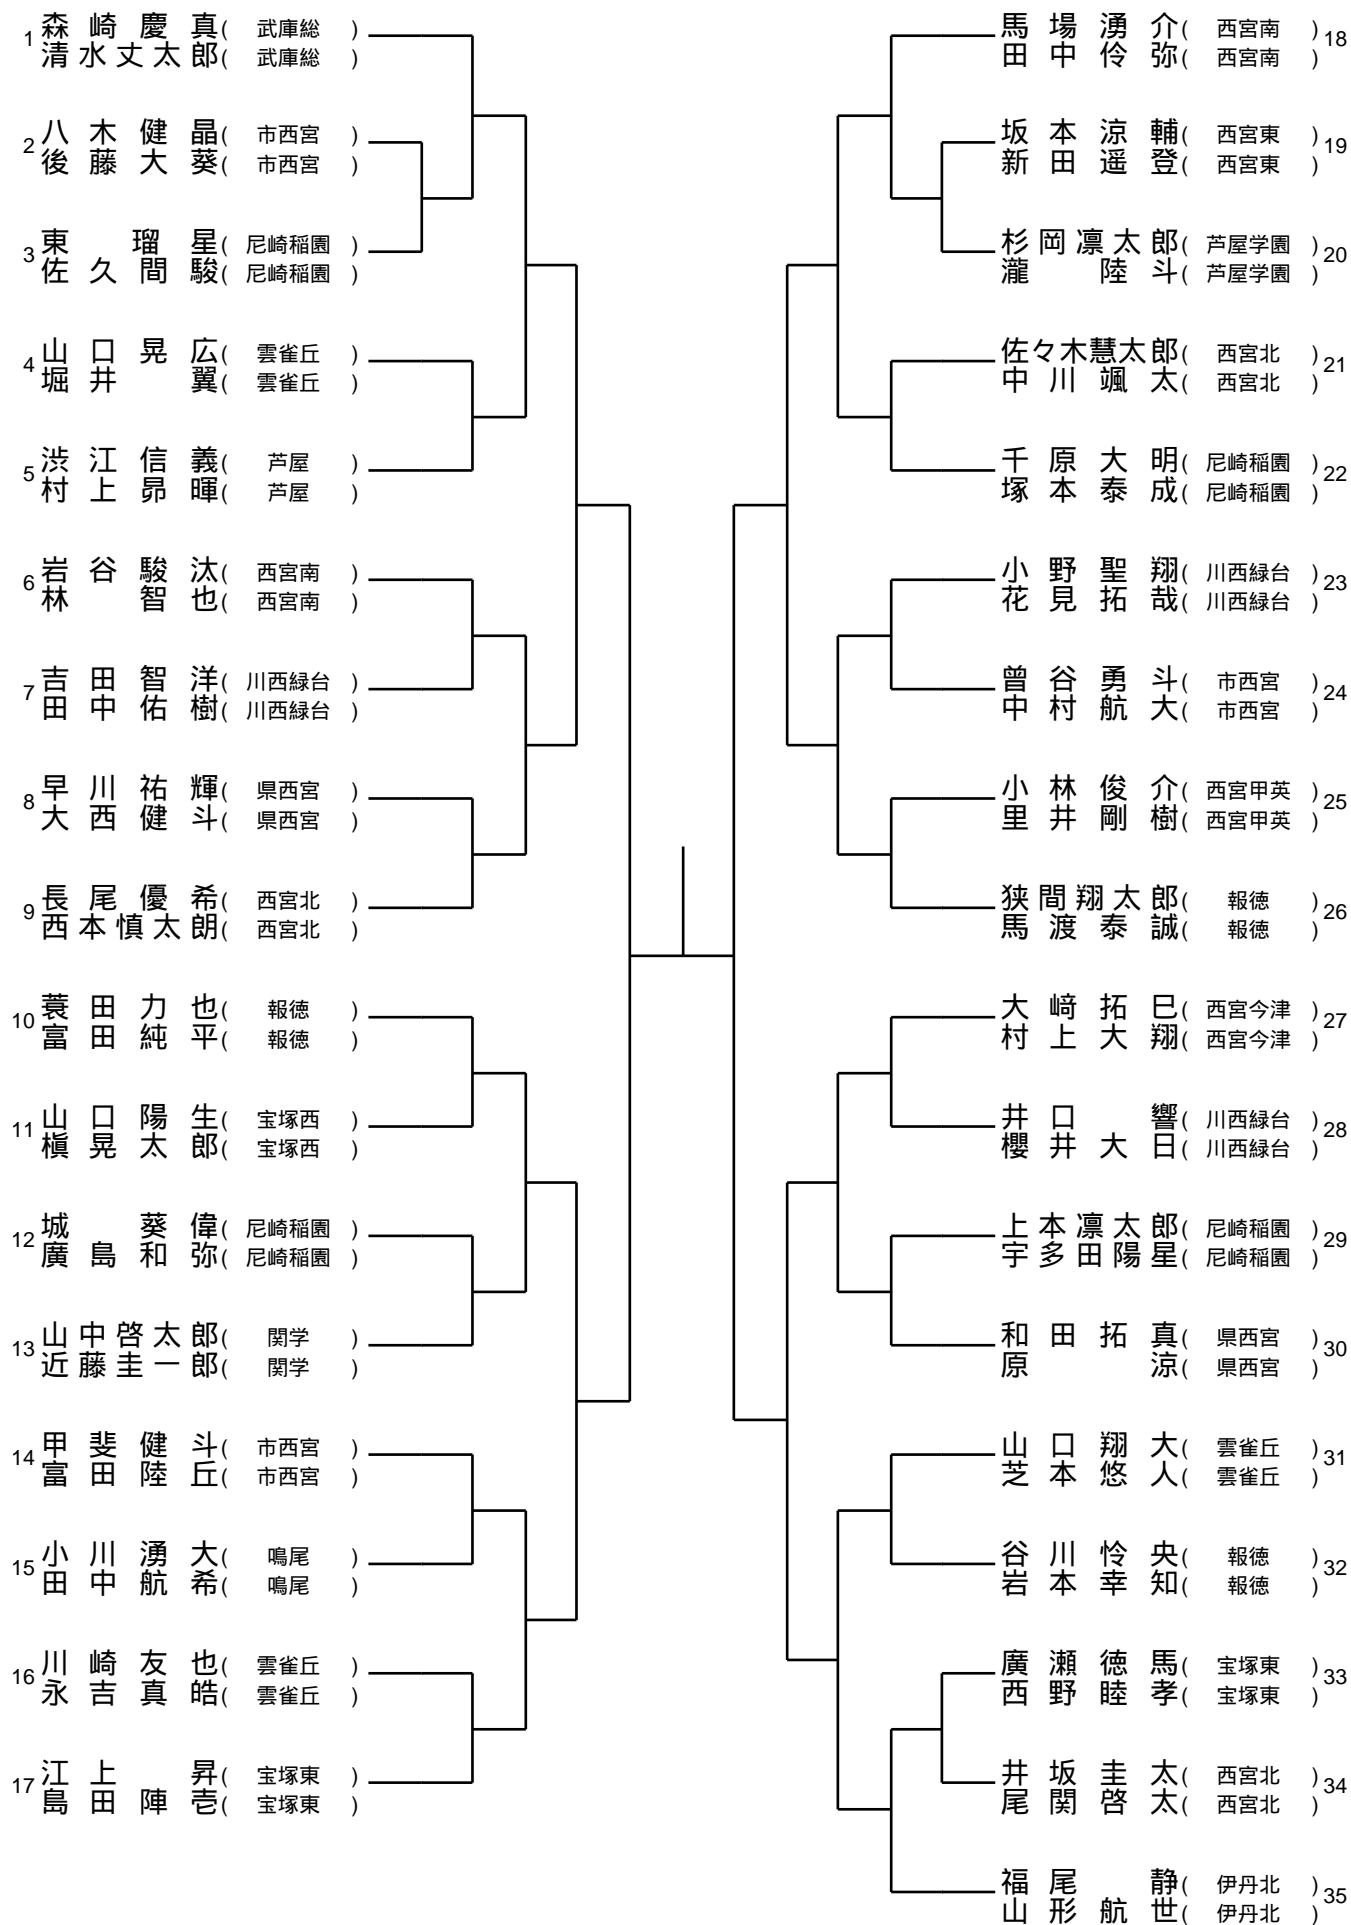 1 森崎慶真( 武庫総 )
清水丈太郎( 武庫総 )
2 八木健晶( 市西宮 )
後藤大葵( 市西宮 )
3 東瑠星( 尼崎稲園 )
佐久間駿( 尼崎稲園 )
4 山口晃広( 雲雀丘 )
堀井翼( 雲雀丘 )
5 渋江信義( 芦屋 )
村上昴暉( 芦屋 )
6 岩谷駿汰( 西宮南 )
林智也( 西宮南 )
7 吉田智洋( 川西緑台 )
田中佑樹( 川西緑台 )
8 早川祐輝( 県西宮 )
大西健斗( 県西宮 )
9 長尾優希( 西宮北 )
西本慎太朗( 西宮北 )
10 蓑田力也( 報徳 )
富田純平( 報徳 )
11 山口陽生( 宝塚西 )
槇晃太郎( 宝塚西 )
12 城葵偉( 尼崎稲園 )
廣島和弥( 尼崎稲園 )
13 山中啓太郎( 関学 )
近藤圭一郎( 関学 )
14 甲斐健斗( 市西宮 )
富田陸丘( 市西宮 )
15 小川湧大( 鳴尾 )
田中航希( 鳴尾 )
16 川崎友也( 雲雀丘 )
永吉真皓( 雲雀丘 )
17 江上昇( 宝塚東 )
島田陣壱( 宝塚東 )
馬場湧介( 西宮南 ) 18
田中伶弥( 西宮南 )
坂本涼輔( 西宮東 ) 19
新田遥登( 西宮東 )
杉岡凛太郎( 芦屋学園 ) 20
瀧陸斗( 芦屋学園 )
佐々木慧太郎( 西宮北 ) 21
中川颯太( 西宮北 )
千原大明( 尼崎稲園 ) 22
塚本泰成( 尼崎稲園 )
小野聖翔( 川西緑台 ) 23
花見拓哉( 川西緑台 )
曾谷勇斗( 市西宮 ) 24
中村航大( 市西宮 )
小林俊介( 西宮甲英 ) 25
里井剛樹( 西宮甲英 )
狭間翔太郎( 報徳 ) 26
馬渡泰誠( 報徳 )
大﨑拓巳( 西宮今津 ) 27
村上大翔( 西宮今津 )
井口響( 川西緑台 ) 28
櫻井大日( 川西緑台 )
上本凛太郎( 尼崎稲園 ) 29
宇多田陽星( 尼崎稲園 )
和田拓真( 県西宮 ) 30
原涼( 県西宮 )
山口翔大( 雲雀丘 ) 31
芝本悠人( 雲雀丘 )
谷川怜央( 報徳 ) 32
岩本幸知( 報徳 )
廣瀬徳馬( 宝塚東 ) 33
西野睦孝( 宝塚東 )
井坂圭太( 西宮北 ) 34
尾関啓太( 西宮北 )
福尾静( 伊丹北 ) 35
山形航世( 伊丹北 )